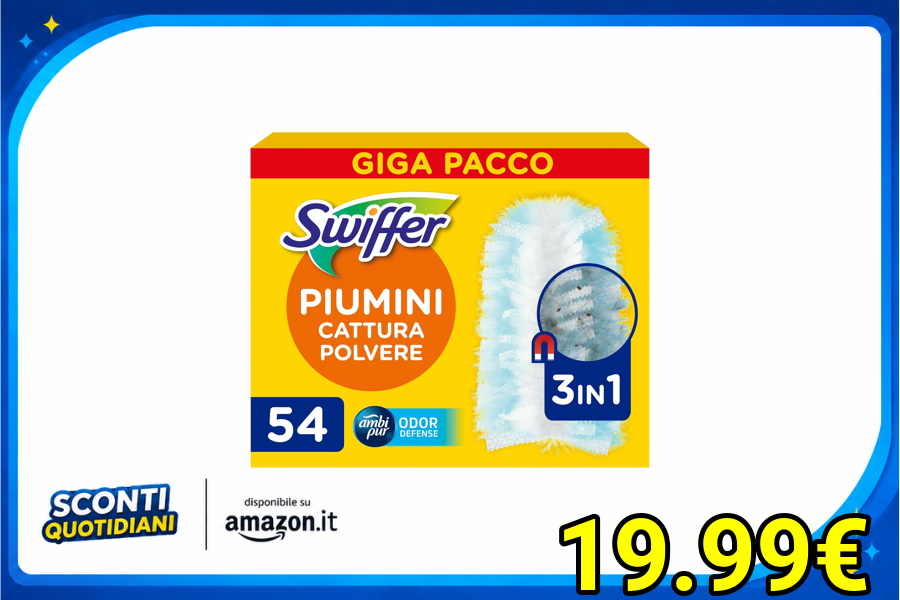 GIGA PACCO
Swiffer
PIUMINI
CATTURA
POLVERE
3IN1
54
ambi
pur
ODOR
DEFENSE
SCONTI
QUOTIDIANI
disponibile su
amazon.it
19.99€